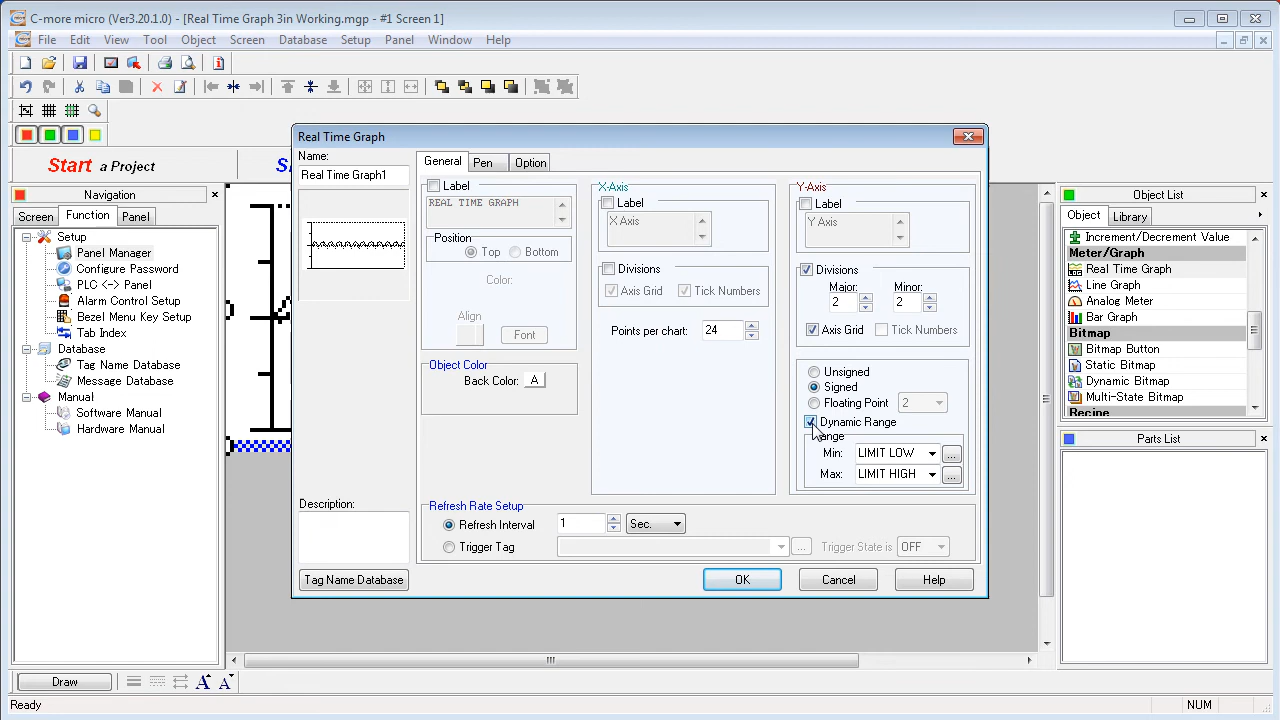 C-more micro (Ver3.20.1.0) - [Real Time Graph 3in Working.mgp - #1 Screen 1]
File Edit View Tool Object Screen Database Setup Panel Window Help
Start a Project
S
Navigation
Screen Function Panel
Setup
Panel Manager
Configure Password
PLC <-> Panel
Alarm Control Setup
Bezel Menu Key Setup
Tab Index
Database
Tag Name Database
Message Database
Manual
Software Manual
Hardware Manual
Real Time Graph
Name:
Real Time Graph1
Description:
Tag Name Database
General Pen Option
Label
REAL TIME GRAPH
Position
Top Bottom
Color:
Align
Font
Object Color
Back Color: A
X-Axis
Label
X Axis
Divisions
Axis Grid Tick Numbers
Points per chart: 24
Y-Axis
Label
Y Axis
Divisions
Major: Minor:
2 2
Axis Grid Tick Numbers
Unsigned
Signed
Floating Point 2
Dynamic Range
ange
Min: LIMIT LOW ...
Max: LIMIT HIGH ...
Refresh Rate Setup
Refresh Interval 1 Sec.
Trigger Tag ... Trigger State is OFF
OK Cancel Help
Object List
Object Library
Increment/Decrement Value
Meter/Graph
Real Time Graph
Line Graph
Analog Meter
Bar Graph
Bitmap
Bitmap Button
Static Bitmap
Dynamic Bitmap
Multi-State Bitmap
Recipe
Parts List
Draw
A A
Ready
NUM